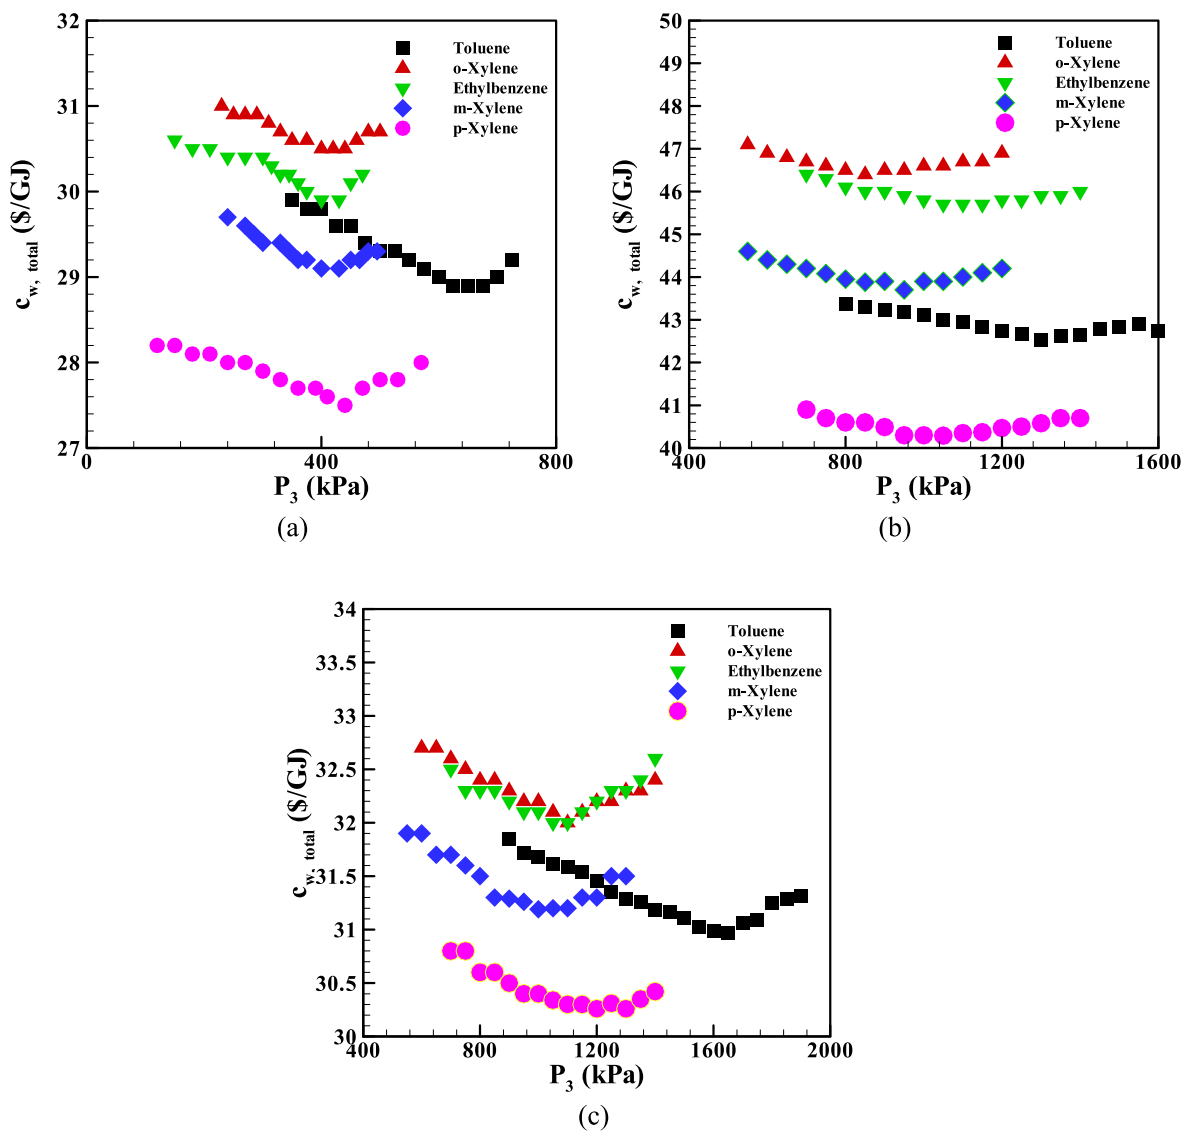 32
31
30
29
28
27
c_w, total ($/GJ)
0 400 800
P_3 (kPa)
Toluene
o-Xylene
Ethylbenzene
m-Xylene
p-Xylene
(a)
50
49
48
47
46
45
44
43
42
41
40
c_w, total ($/GJ)
400 800 1200 1600
P_3 (kPa)
Toluene
o-Xylene
Ethylbenzene
m-Xylene
p-Xylene
(b)
34
33.5
33
32.5
32
31.5
31
30.5
30
c_w, total ($/GJ)
400 800 1200 1600 2000
P_3 (kPa)
Toluene
o-Xylene
Ethylbenzene
m-Xylene
p-Xylene
(c)